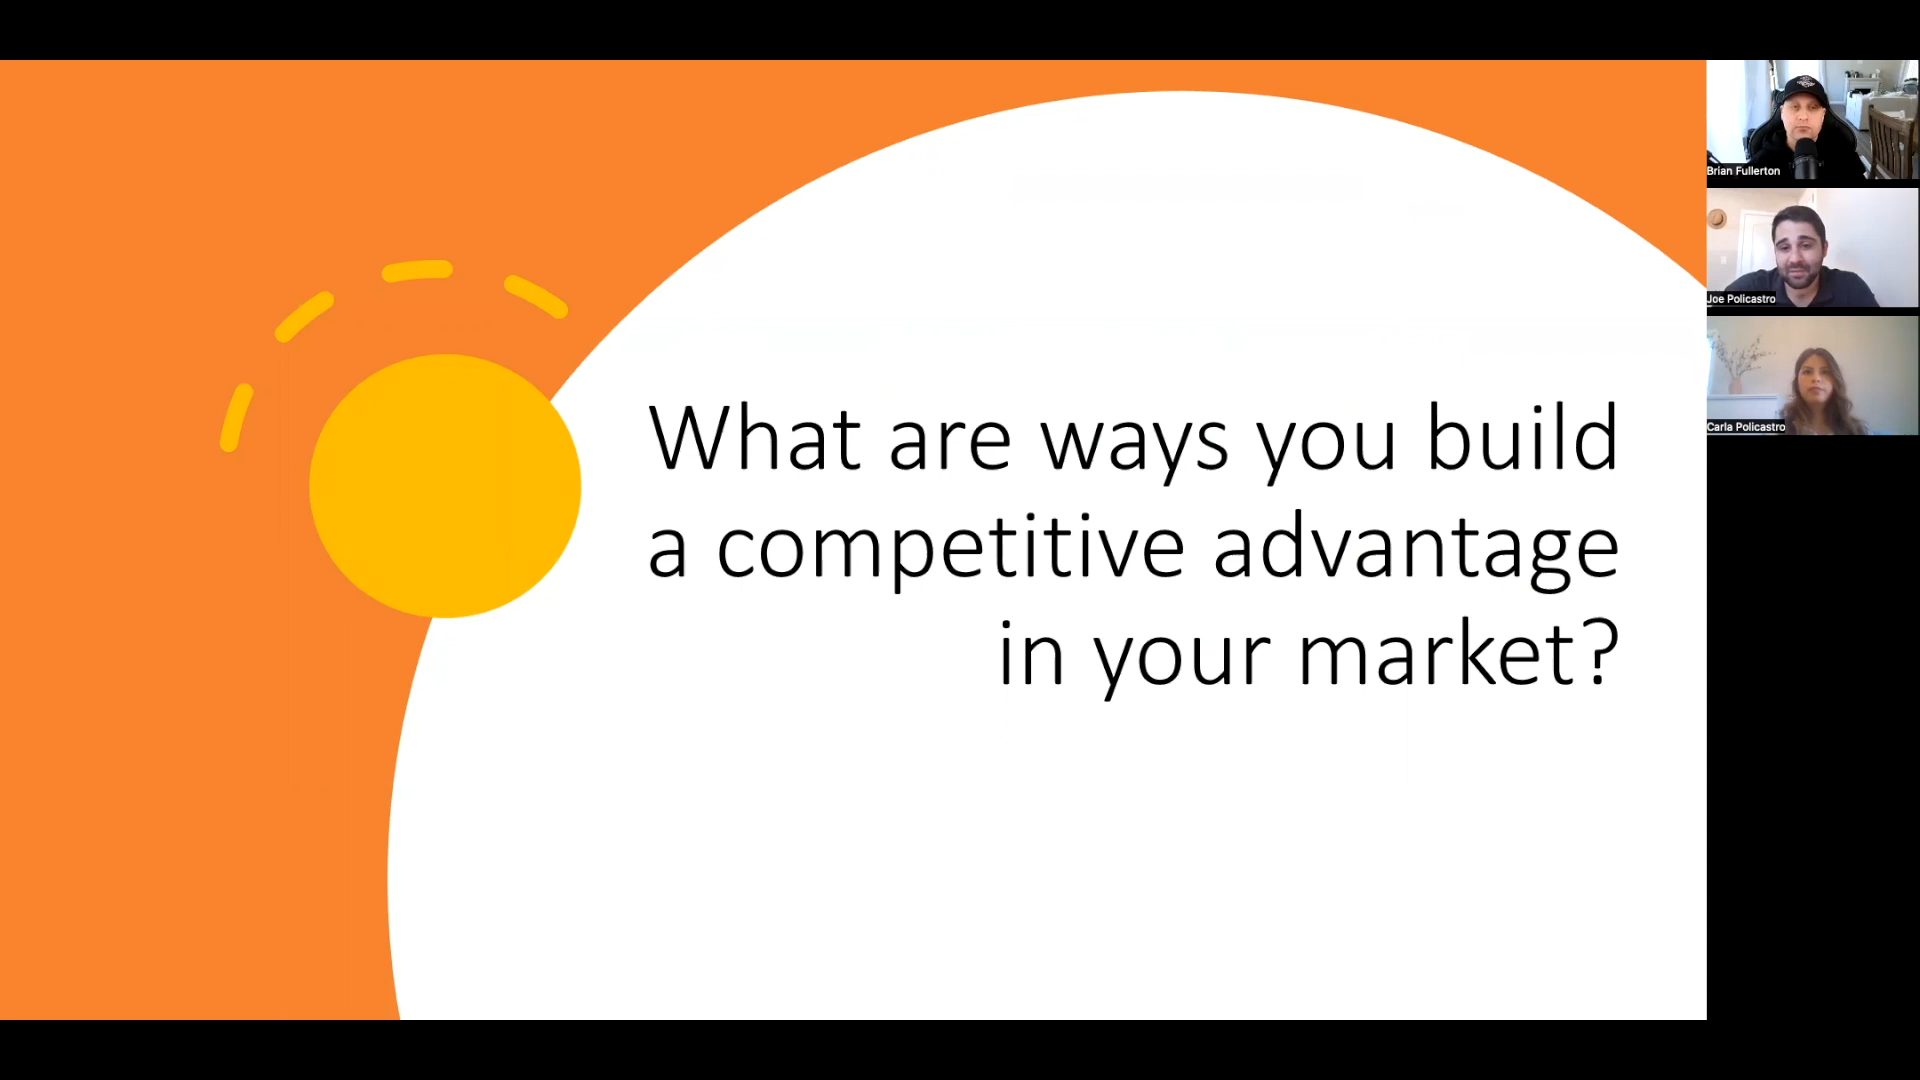 What are ways you build
a competitive advantage
in your market?
Brian Fullerton
Joe Policastro
Carla Policastro